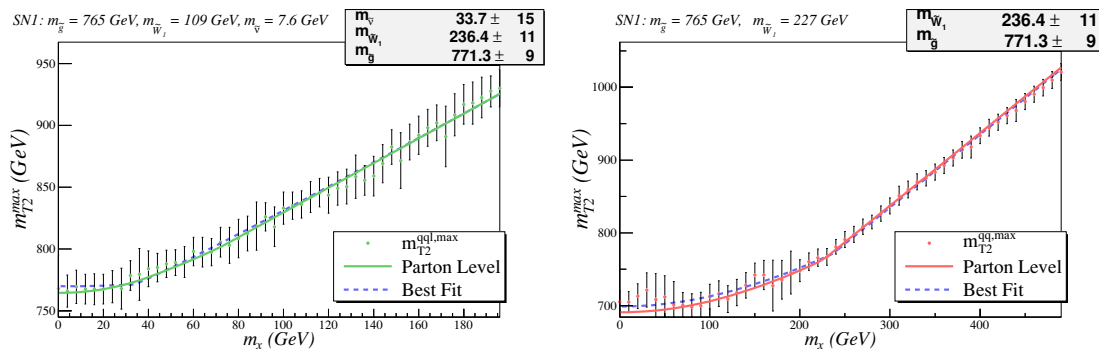 SN1: m_g̃ = 765 GeV, m_W̃₁ = 109 GeV, m_ṽ = 7.6 GeV
m_ṽ 33.7 ± 15
m_W̃₁ 236.4 ± 11
m_g̃ 771.3 ± 9
m_T2^max (GeV)
950
900
850
800
750
m_T2^qql,max
Parton Level
Best Fit
0 20 40 60 80 100 120 140 160 180
m_x (GeV)
SN1: m_g̃ = 765 GeV, m_W̃₁ = 227 GeV
m_W̃₁ 236.4 ± 11
m_g̃ 771.3 ± 9
m_T2^max (GeV)
1000
900
800
700
m_T2^qq,max
Parton Level
Best Fit
0 100 200 300 400
m_x (GeV)